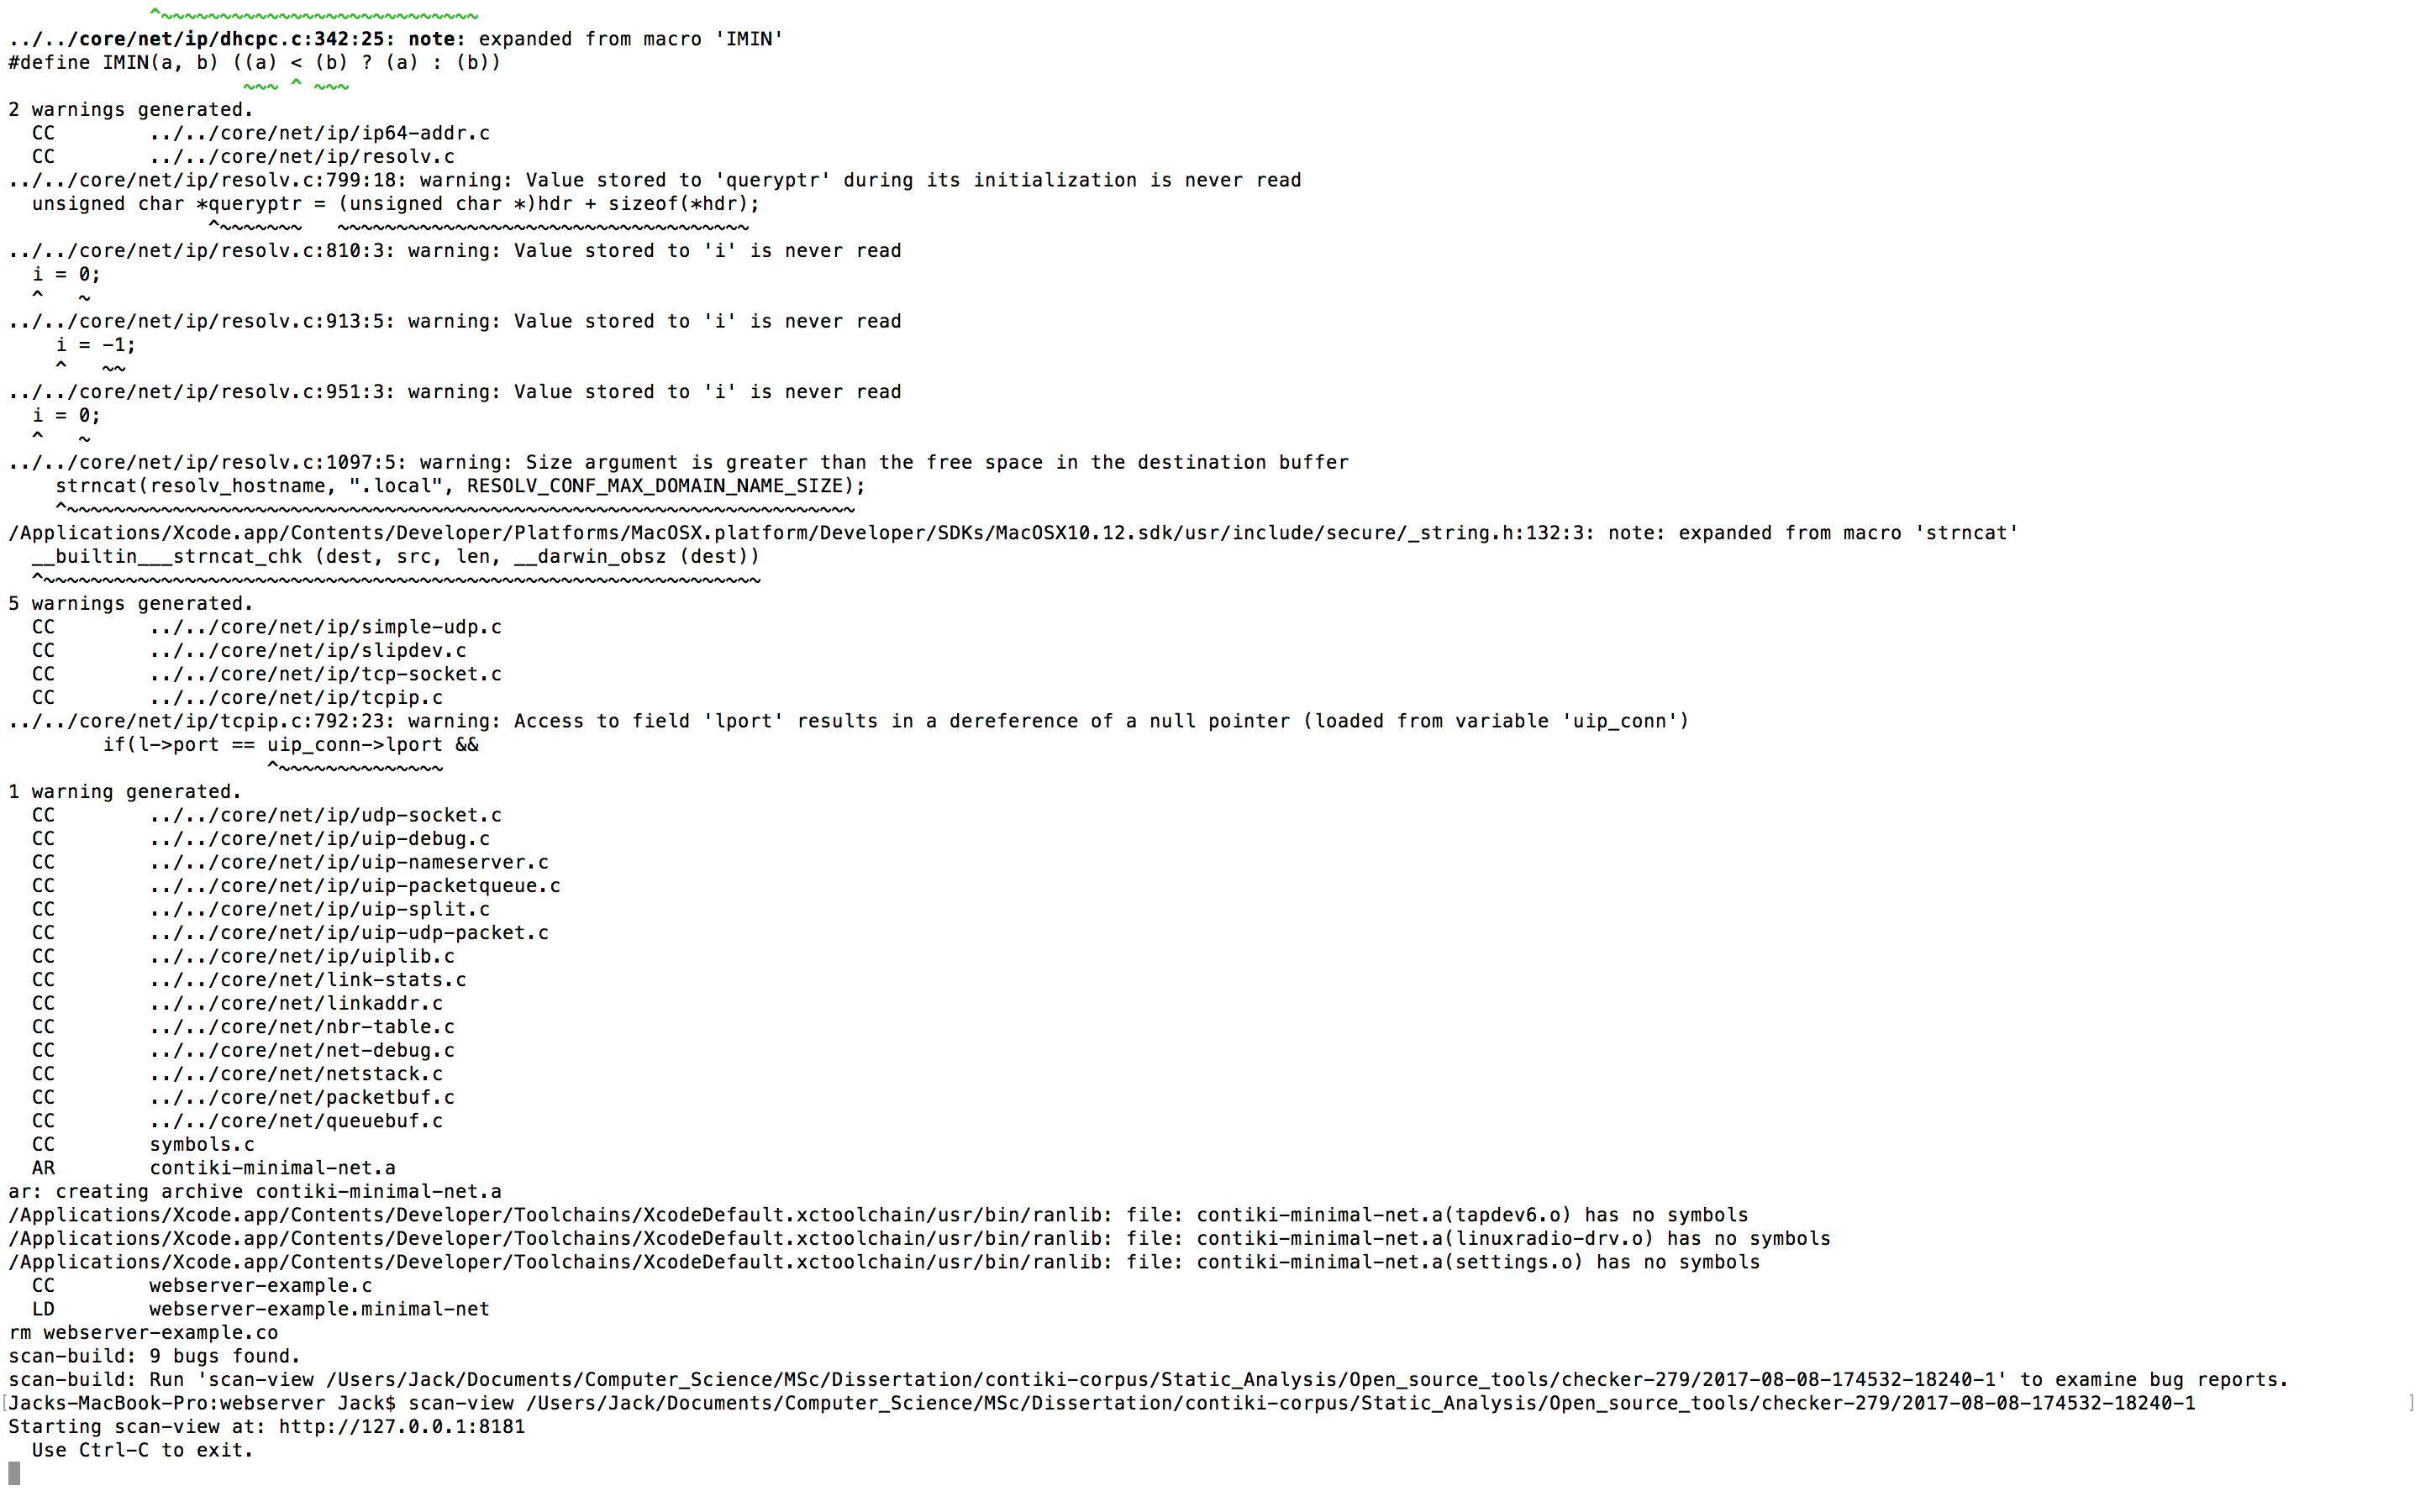 ^~~~~~~~~~~~~~~~~~~~~~~~~~~~
../../core/net/ip/dhcpc.c:342:25: note: expanded from macro 'IMIN'
#define IMIN(a, b) ((a) < (b) ? (a) : (b))
                    ~~~ ^ ~~~
2 warnings generated.
  CC        ../../core/net/ip/ip64-addr.c
  CC        ../../core/net/ip/resolv.c
../../core/net/ip/resolv.c:799:18: warning: Value stored to 'queryptr' during its initialization is never read
  unsigned char *queryptr = (unsigned char *)hdr + sizeof(*hdr);
                 ^~~~~~~~   ~~~~~~~~~~~~~~~~~~~~~~~~~~~~~~~~~~~
../../core/net/ip/resolv.c:810:3: warning: Value stored to 'i' is never read
  i = 0;
  ^   ~
../../core/net/ip/resolv.c:913:5: warning: Value stored to 'i' is never read
    i = -1;
    ^   ~~
../../core/net/ip/resolv.c:951:3: warning: Value stored to 'i' is never read
  i = 0;
  ^   ~
../../core/net/ip/resolv.c:1097:5: warning: Size argument is greater than the free space in the destination buffer
    strncat(resolv_hostname, ".local", RESOLV_CONF_MAX_DOMAIN_NAME_SIZE);
    ^~~~~~~~~~~~~~~~~~~~~~~~~~~~~~~~~~~~~~~~~~~~~~~~~~~~~~~~~~~~~~~~~~~~
/Applications/Xcode.app/Contents/Developer/Platforms/MacOSX.platform/Developer/SDKs/MacOSX10.12.sdk/usr/include/secure/_string.h:132:3: note: expanded from macro 'strncat'
  __builtin___strncat_chk (dest, src, len, __darwin_obsz (dest))
  ^~~~~~~~~~~~~~~~~~~~~~~~~~~~~~~~~~~~~~~~~~~~~~~~~~~~~~~~~~~~~~
5 warnings generated.
  CC        ../../core/net/ip/simple-udp.c
  CC        ../../core/net/ip/slipdev.c
  CC        ../../core/net/ip/tcp-socket.c
  CC        ../../core/net/ip/tcpip.c
../../core/net/ip/tcpip.c:792:23: warning: Access to field 'lport' results in a dereference of a null pointer (loaded from variable 'uip_conn')
        if(l->port == uip_conn->lport &&
                      ^~~~~~~~~~~~~~~
1 warning generated.
  CC        ../../core/net/ip/udp-socket.c
  CC        ../../core/net/ip/uip-debug.c
  CC        ../../core/net/ip/uip-nameserver.c
  CC        ../../core/net/ip/uip-packetqueue.c
  CC        ../../core/net/ip/uip-split.c
  CC        ../../core/net/ip/uip-udp-packet.c
  CC        ../../core/net/ip/uiplib.c
  CC        ../../core/net/link-stats.c
  CC        ../../core/net/linkaddr.c
  CC        ../../core/net/nbr-table.c
  CC        ../../core/net/net-debug.c
  CC        ../../core/net/netstack.c
  CC        ../../core/net/packetbuf.c
  CC        ../../core/net/queuebuf.c
  CC        symbols.c
  AR        contiki-minimal-net.a
ar: creating archive contiki-minimal-net.a
/Applications/Xcode.app/Contents/Developer/Toolchains/XcodeDefault.xctoolchain/usr/bin/ranlib: file: contiki-minimal-net.a(tapdev6.o) has no symbols
/Applications/Xcode.app/Contents/Developer/Toolchains/XcodeDefault.xctoolchain/usr/bin/ranlib: file: contiki-minimal-net.a(linuxradio-drv.o) has no symbols
/Applications/Xcode.app/Contents/Developer/Toolchains/XcodeDefault.xctoolchain/usr/bin/ranlib: file: contiki-minimal-net.a(settings.o) has no symbols
  CC        webserver-example.c
  LD        webserver-example.minimal-net
rm webserver-example.co
scan-build: 9 bugs found.
scan-build: Run 'scan-view /Users/Jack/Documents/Computer_Science/MSc/Dissertation/contiki-corpus/Static_Analysis/Open_source_tools/checker-279/2017-08-08-174532-18240-1' to examine bug reports.
[Jacks-MacBook-Pro:webserver Jack$ scan-view /Users/Jack/Documents/Computer_Science/MSc/Dissertation/contiki-corpus/Static_Analysis/Open_source_tools/checker-279/2017-08-08-174532-18240-1 ]
Starting scan-view at: http://127.0.0.1:8181
  Use Ctrl-C to exit.